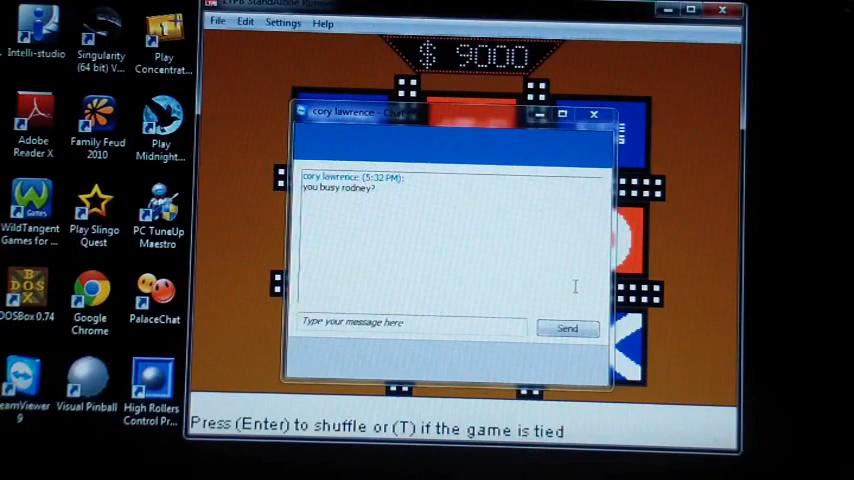 Intelli-studio
Singularity
(64 bit) V...
Play
Concentrat...
Adobe
Reader X
Family Feud
2010
Play
Midnight...
WildTangent
Games for ...
Play Slingo
Quest
PC TuneUp
Maestro
DOSBox 0.74
Google
Chrome
PalaceChat
eamViewer
9
Visual Pinball
High Rollers
Control Pr...
File Edit Settings Help
$ 9000
cory lawrence - Chat
cory lawrence (5:32 PM):
you busy rodney?
Type your message here
Send
Press (Enter) to shuffle or (T) if the game is tied